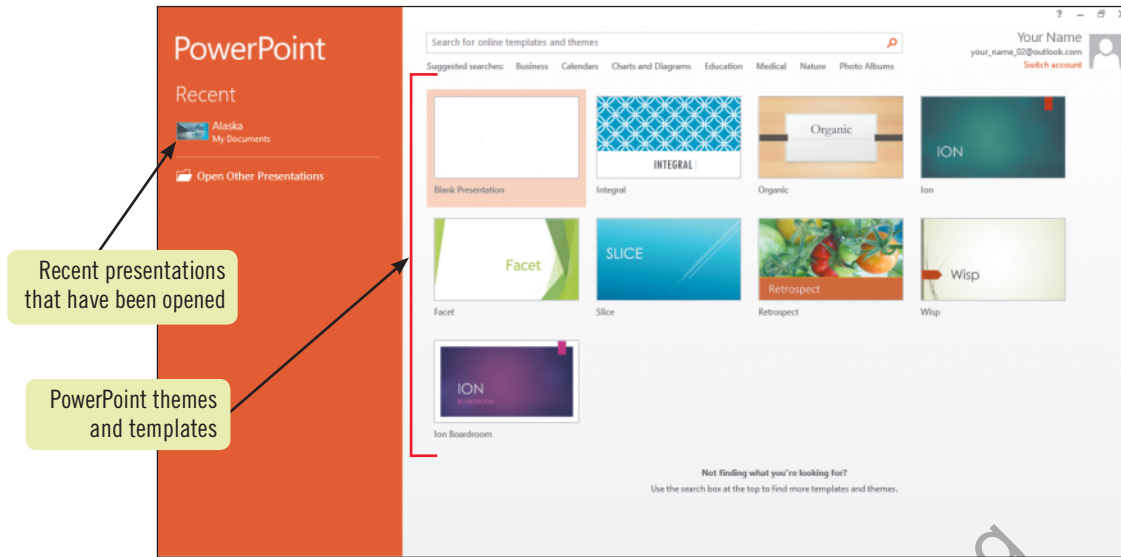 ? – X
PowerPoint
Search for online templates and themes
Your Name
your_name_02@outlook.com
Switch account
Suggested searches: Business Calendars Charts and Diagrams Education Medical Nature Photo Albums
Recent
Alaska
My Documents
Open Other Presentations
Organic
INTEGRAL
ION
Blank Presentation
Integral
Organic
Ion
Facet
SLICE
Retrospect
Wisp
Facet
Slice
Retrospect
Wisp
ION
BOARDROOM
Ion Boardroom
Not finding what you're looking for?
Use the search box at the top to find more templates and themes.
Recent presentations
that have been opened
PowerPoint themes
and templates
g